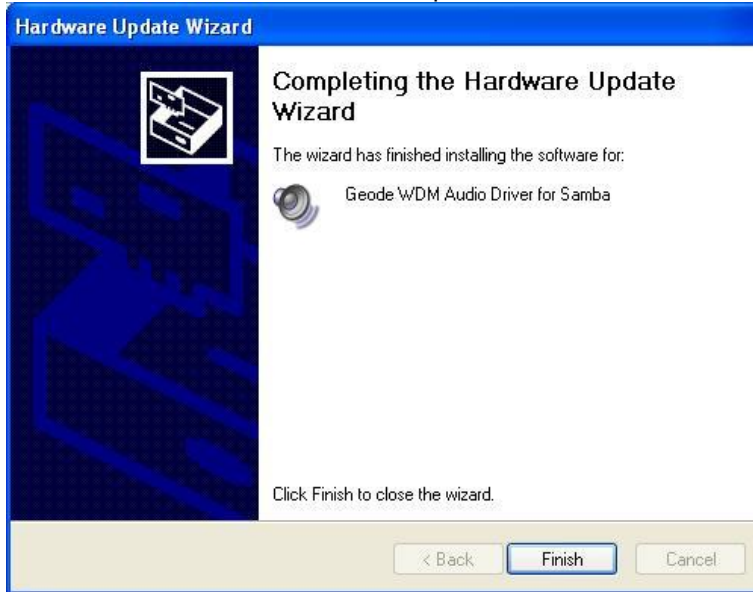 Hardware Update Wizard
Completing the Hardware Update
Wizard
The wizard has finished installing the software for:
Geode WDM Audio Driver for Samba
Click Finish to close the wizard.
< Back Finish Cancel